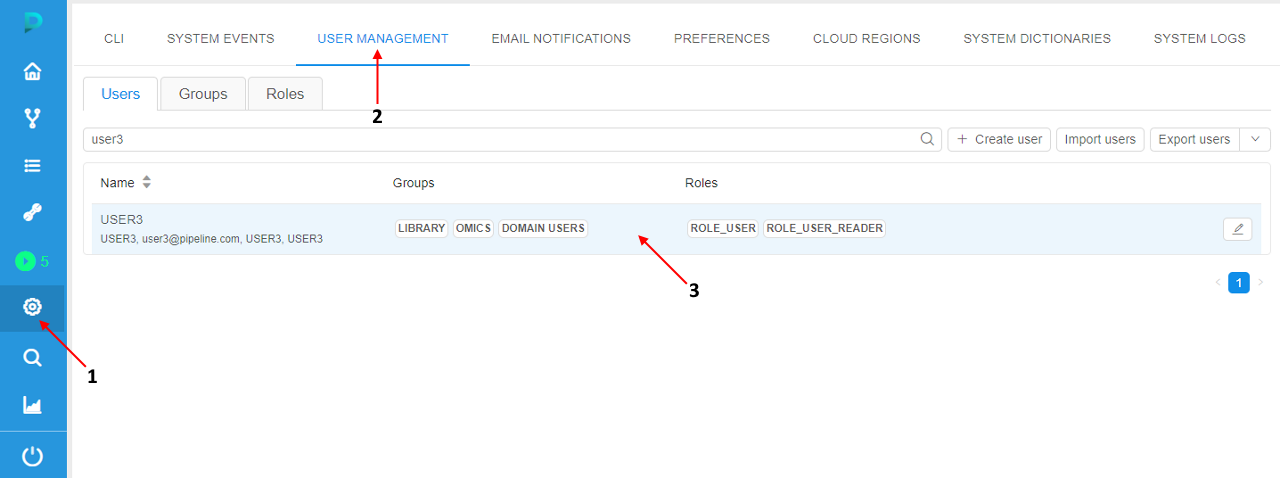 CLI SYSTEM EVENTS USER MANAGEMENT EMAIL NOTIFICATIONS PREFERENCES CLOUD REGIONS SYSTEM DICTIONARIES SYSTEM LOGS
Users Groups Roles
2
user3 + Create user Import users Export users
Name Groups Roles
USER3
LIBRARY OMICS DOMAIN USERS ROLE_USER ROLE_USER_READER
USER3, user3@pipeline.com, USER3, USER3
5
3
1
1